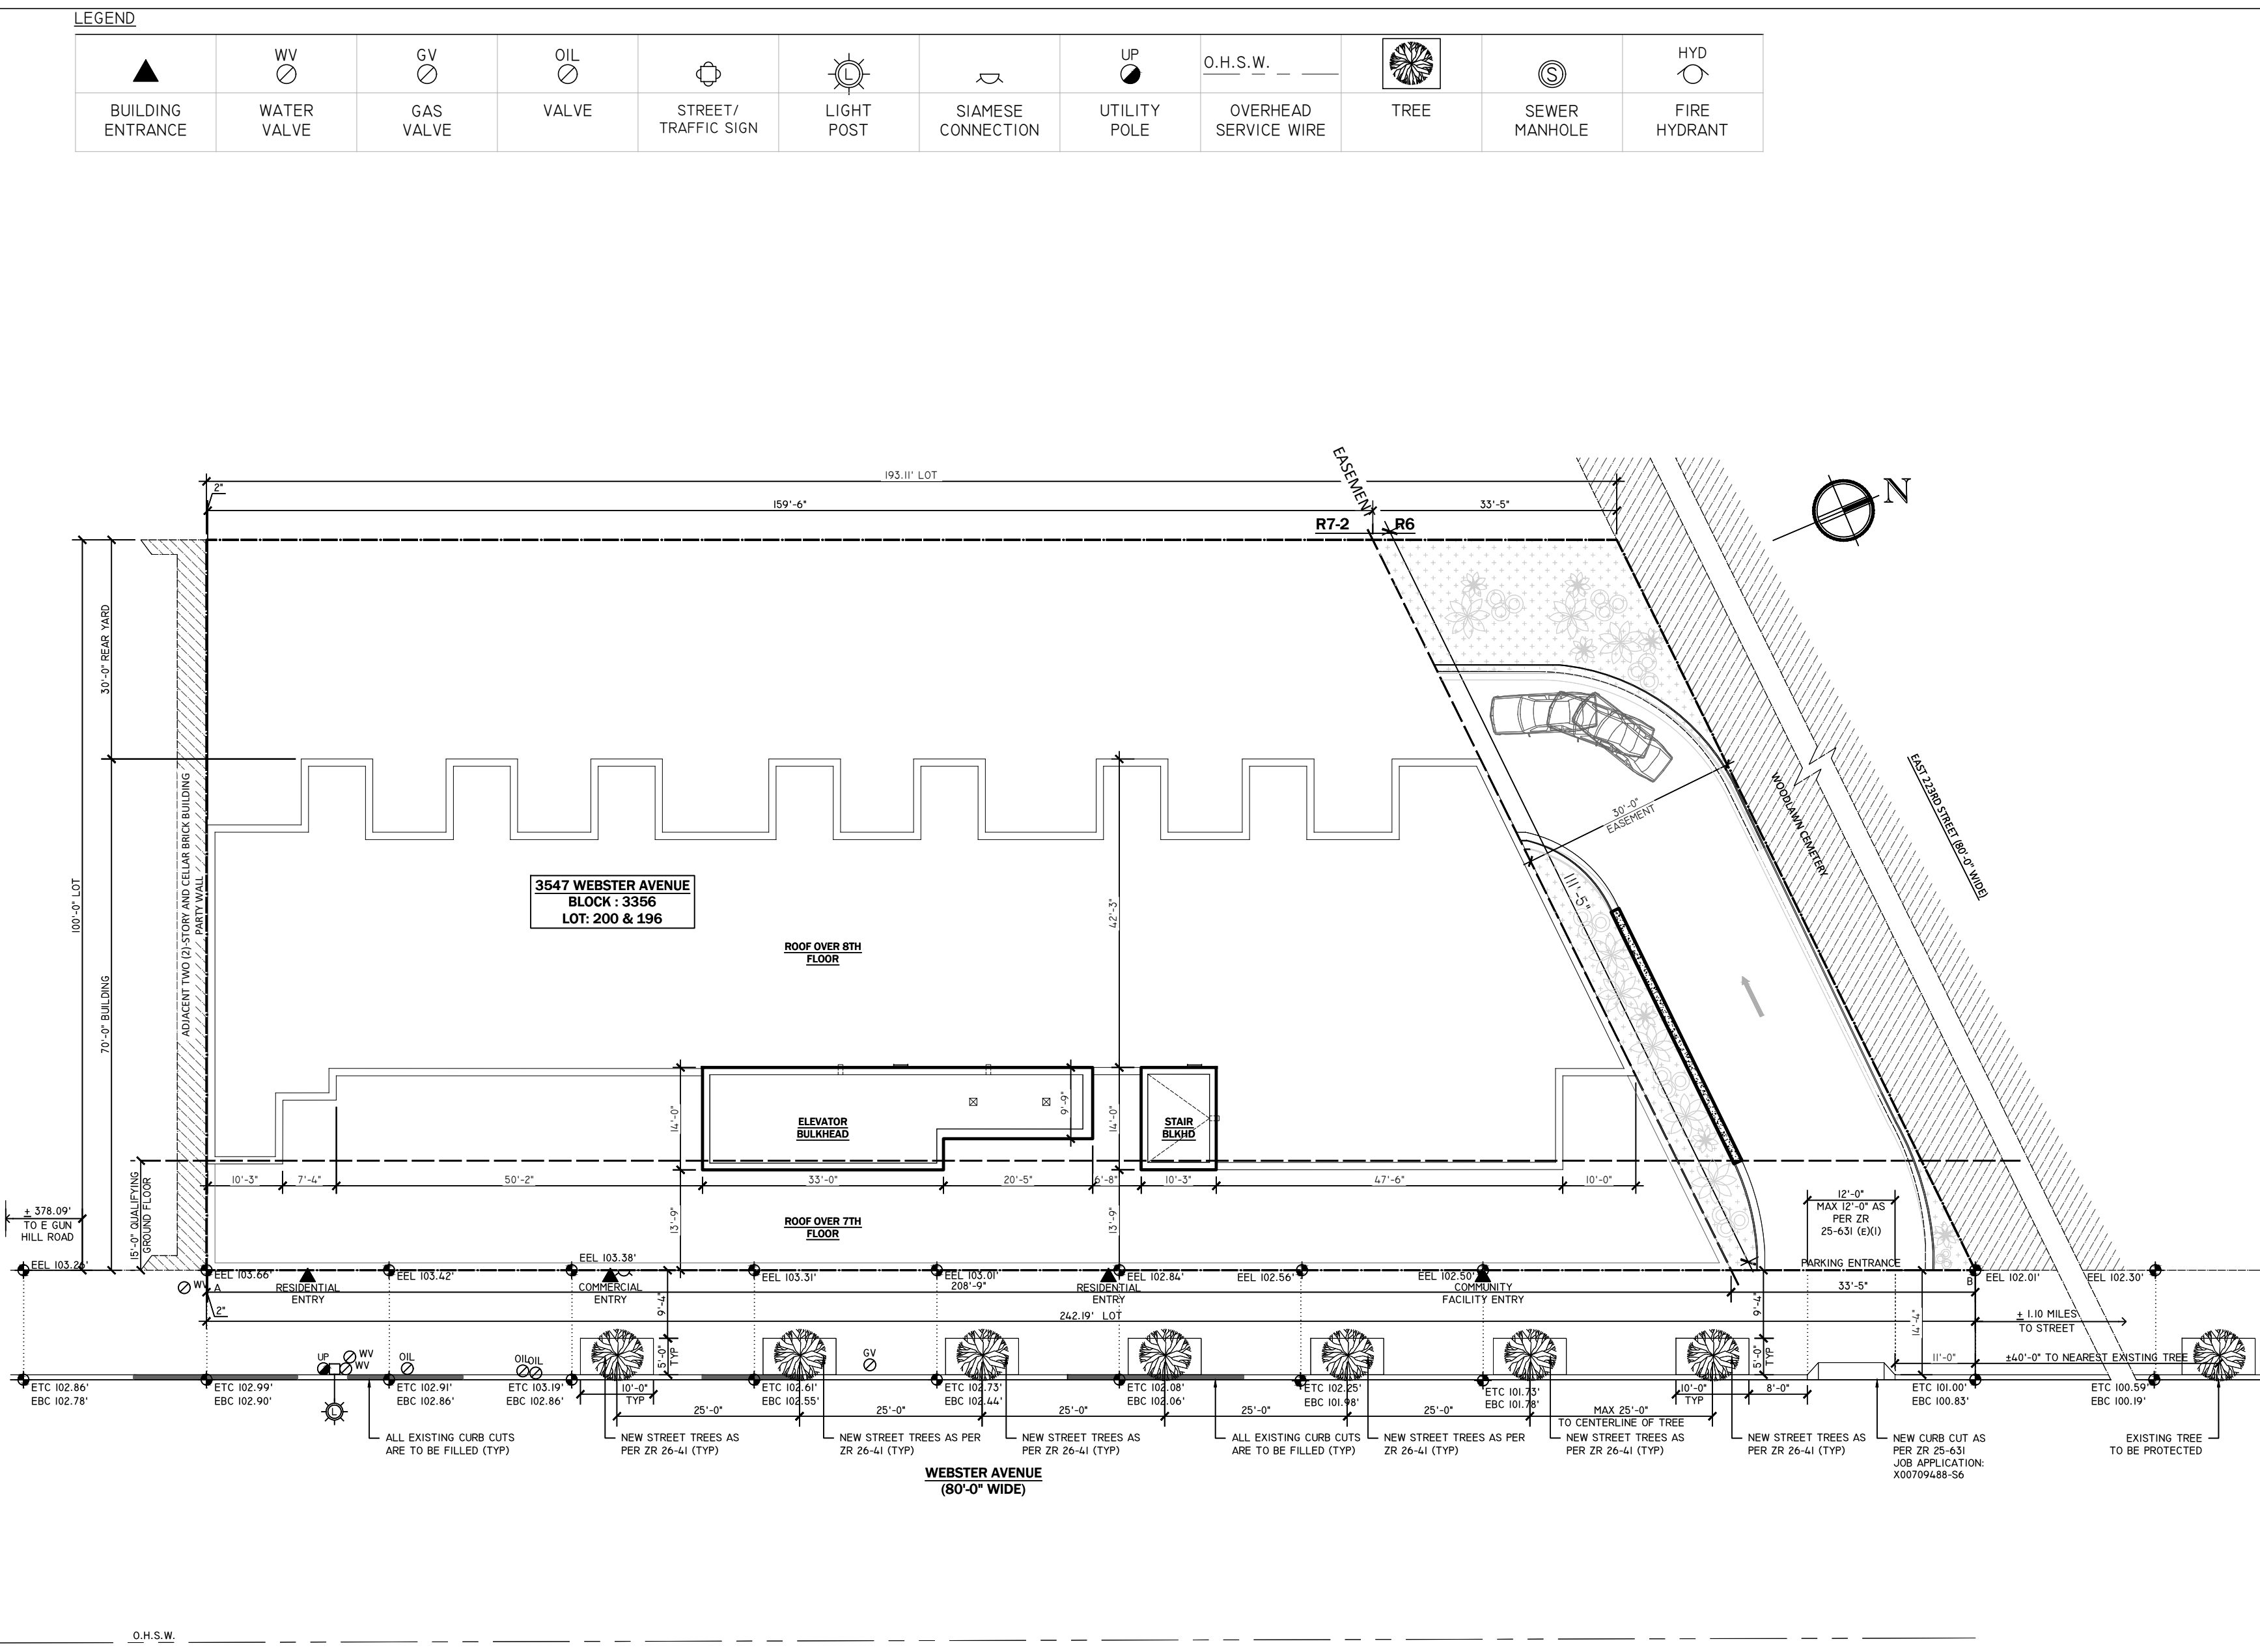 LEGEND
WV
GV
OIL
L
UP
O.H.S.W.
S
HYD
BUILDING
ENTRANCE
WATER
VALVE
GAS
VALVE
VALVE
STREET/
TRAFFIC SIGN
LIGHT
POST
SIAMESE
CONNECTION
UTILITY
POLE
OVERHEAD
SERVICE WIRE
TREE
SEWER
MANHOLE
FIRE
HYDRANT
EASEMENT
193.11' LOT
2"
159'-6"
33'-5"
N
R7-2
R6
30'-0" REAR YARD
100'-0" LOT
70'-0" BUILDING
ADJACENT TWO (2)-STORY AND CELLAR BRICK BUILDING
PARTY WALL
30'-0"
EASEMENT
WOODLAWN CEMETERY
EAST 223RD STREET (80'-0" WIDE)
3547 WEBSTER AVENUE
BLOCK : 3356
LOT: 200 & 196
42'-3"
111'-5"
ROOF OVER 8TH
FLOOR
14'-0"
ELEVATOR
BULKHEAD
9'-9"
14'-0"
STAIR
BLKHD
10'-3"
7'-4"
50'-2"
33'-0"
20'-5"
6'-8"
10'-3"
47'-6"
10'-0"
15'-0" QUALIFYING
GROUND FLOOR
± 378.09'
TO E GUN
HILL ROAD
13'-9"
ROOF OVER 7TH
FLOOR
13'-9"
12'-0"
MAX 12'-0" AS
PER ZR
25-631 (E)(1)
PARKING ENTRANCE
EEL 103.26'
EEL 103.66'
EEL 103.42'
EEL 103.38'
EEL 103.31'
EEL 103.01'
EEL 102.84'
EEL 102.56'
EEL 102.50'
EEL 102.01'
EEL 102.30'
WV
A
RESIDENTIAL
ENTRY
COMMERCIAL
ENTRY
208'-9"
RESIDENTIAL
ENTRY
COMMUNITY
FACILITY ENTRY
33'-5"
B
2"
9'-4"
242.19' LOT
9'-4"
14'-4"
± 1.10 MILES
TO STREET
UP
WV
WV
OIL
OIL
OIL
5'-0"
TYP
GV
5'-0"
TYP
11'-0"
±40'-0" TO NEAREST EXISTING TREE
ETC 102.86'
EBC 102.78'
ETC 102.99'
EBC 102.90'
L
ETC 102.91'
EBC 102.86'
ETC 103.19'
EBC 102.86'
10'-0"
TYP
ETC 102.61'
EBC 102.55'
ETC 102.73'
EBC 102.44'
ETC 102.08'
EBC 102.06'
ETC 102.25'
EBC 101.98'
ETC 101.73'
EBC 101.78'
10'-0"
TYP
8'-0"
ETC 101.00'
EBC 100.83'
ETC 100.59'
EBC 100.19'
25'-0"
25'-0"
25'-0"
25'-0"
25'-0"
MAX 25'-0"
TO CENTERLINE OF TREE
ALL EXISTING CURB CUTS
ARE TO BE FILLED (TYP)
NEW STREET TREES AS
PER ZR 26-41 (TYP)
NEW STREET TREES AS PER
ZR 26-41 (TYP)
NEW STREET TREES AS
PER ZR 26-41 (TYP)
ALL EXISTING CURB CUTS
ARE TO BE FILLED (TYP)
NEW STREET TREES AS PER
ZR 26-41 (TYP)
NEW STREET TREES AS
PER ZR 26-41 (TYP)
NEW STREET TREES AS
PER ZR 26-41 (TYP)
NEW CURB CUT AS
PER ZR 25-631
JOB APPLICATION:
X00709488-S6
EXISTING TREE
TO BE PROTECTED
WEBSTER AVENUE
(80'-0" WIDE)
O.H.S.W.